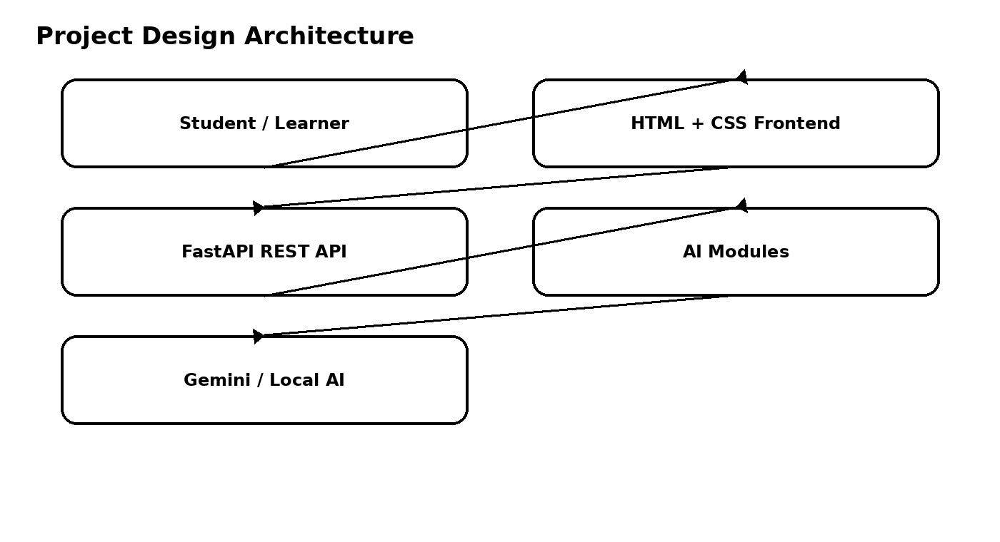 Project Design Architecture
Student / Learner
HTML + CSS Frontend
FastAPI REST API
AI Modules
Gemini / Local AI